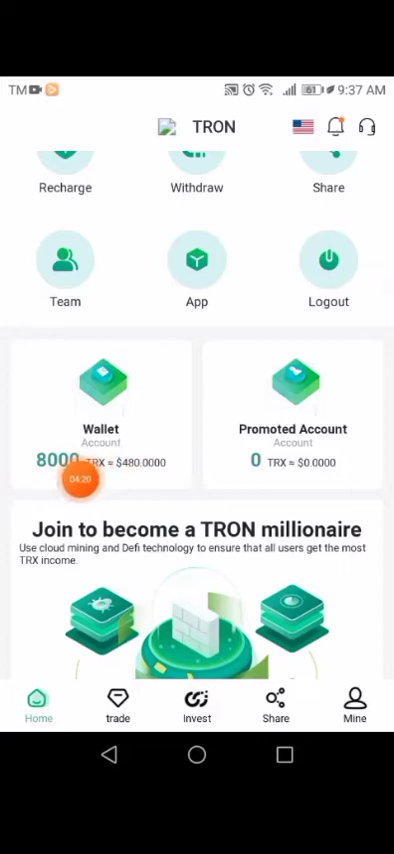 TM 61 9:37 AM
TRON
Recharge Withdraw Share
Team App Logout
Wallet
Account
8000 TRX ≈ $480.0000
Promoted Account
Account
0 TRX ≈ $0.0000
04:20
Join to become a TRON millionaire
Use cloud mining and Defi technology to ensure that all users get the most
TRX income.
Home trade Invest Share Mine